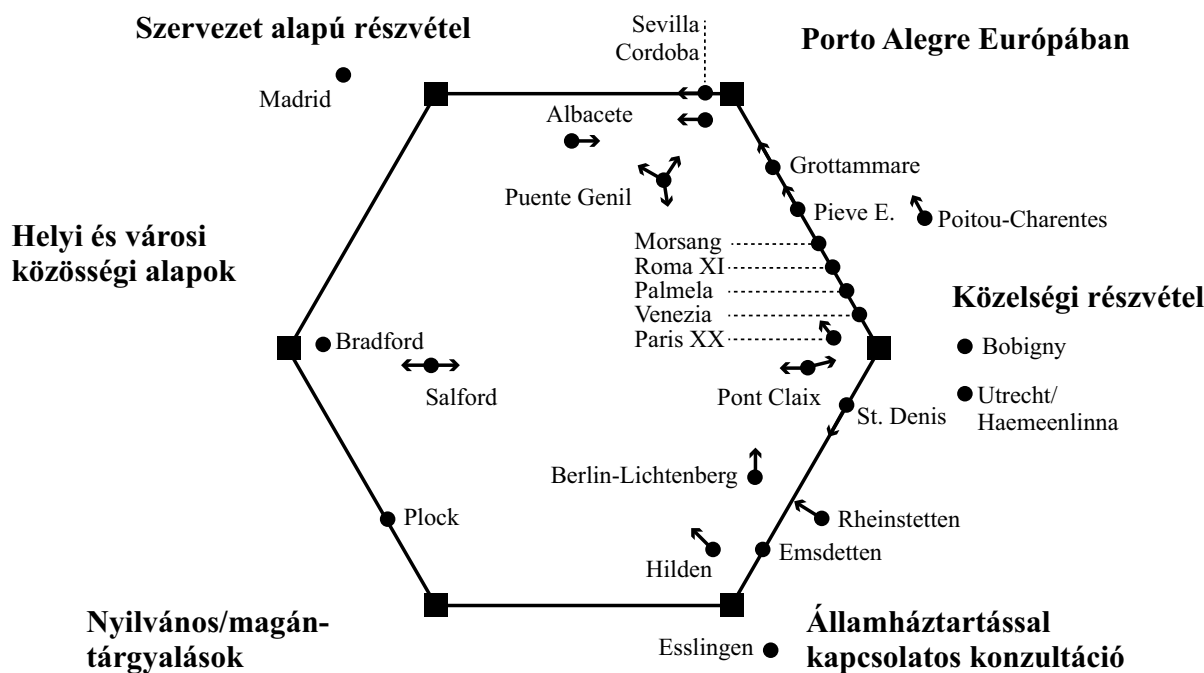 Szervezet alapú részvétel
Sevilla
Cordoba
Porto Alegre Európában
Madrid
Albacete
Grottammare
Puente Genil
Pieve E.
Poitou-Charentes
Helyi és városi
közösségi alapok
Morsang
Roma XI
Palmela
Venezia
Paris XX
Közelségi részvétel
Bradford
Bobigny
Salford
Pont Claix
St. Denis
Utrecht/
Haemeenlinna
Berlin-Lichtenberg
Plock
Rheinstetten
Hilden
Emsdetten
Nyilvános/magán-
tárgyalások
Esslingen
Államháztartással
kapcsolatos konzultáció